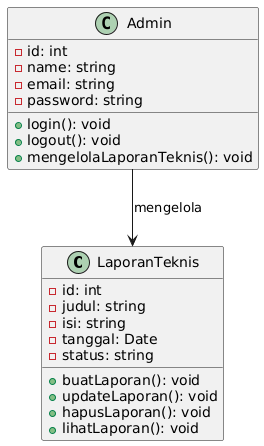 C Admin
id: int
name: string
email: string
password: string
login(): void
logout(): void
mengelolaLaporanTeknis(): void
mengelola
C LaporanTeknis
id: int
judul: string
isi: string
tanggal: Date
status: string
buatLaporan(): void
updateLaporan(): void
hapusLaporan(): void
lihatLaporan(): void